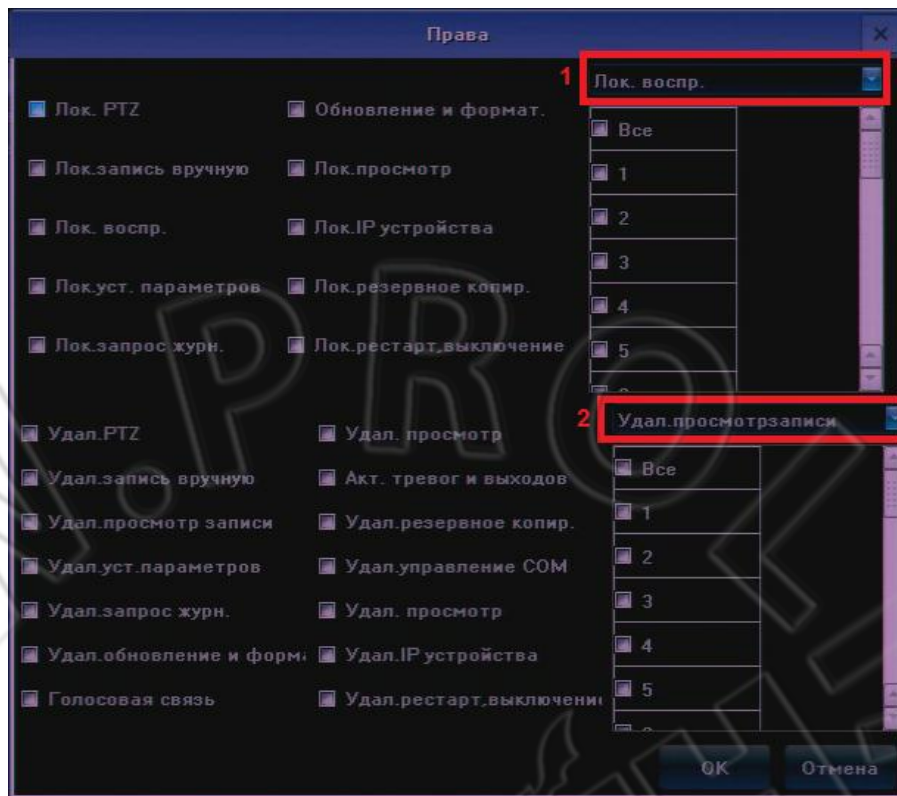 Права
1 Лок. воспр.
Лок. PTZ
Обновление и формат.
Все
Лок.запись вручную
Лок.просмотр
1
2
Лок. воспр.
Лок.IP устройства
3
Лок.уст. параметров
Лок.резервное копир.
4
Лок.запрос журн.
Лок.рестарт,выключение
5
2 Удал.просмотрзаписи
Удал.PTZ
Удал. просмотр
Все
Удал.запись вручную
Акт. тревог и выходов
1
Удал.просмотр записи
Удал.резервное копир.
2
Удал.уст.параметров
Удал.управление COM
3
Удал.запрос журн.
Удал. просмотр
4
Удал.обновление и форма
Удал.IP устройства
5
Голосовая связь
Удал.рестарт,выключени
OK
Отмена